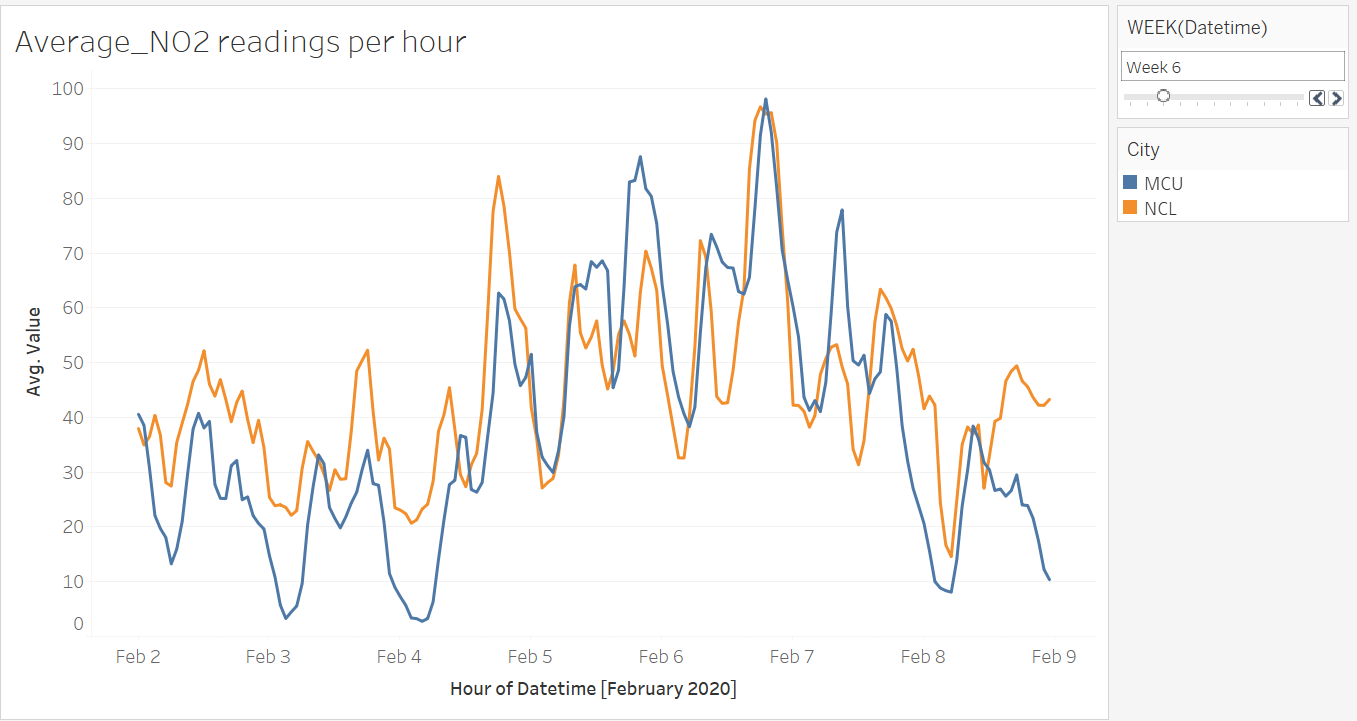 Average_NO2 readings per hour
100
90
80
70
60
50
40
30
20
10
0
Avg. Value
Feb 2 Feb 3 Feb 4 Feb 5 Feb 6 Feb 7 Feb 8 Feb 9
Hour of Datetime [February 2020]
WEEK(Datetime)
Week 6
City
MCU
NCL